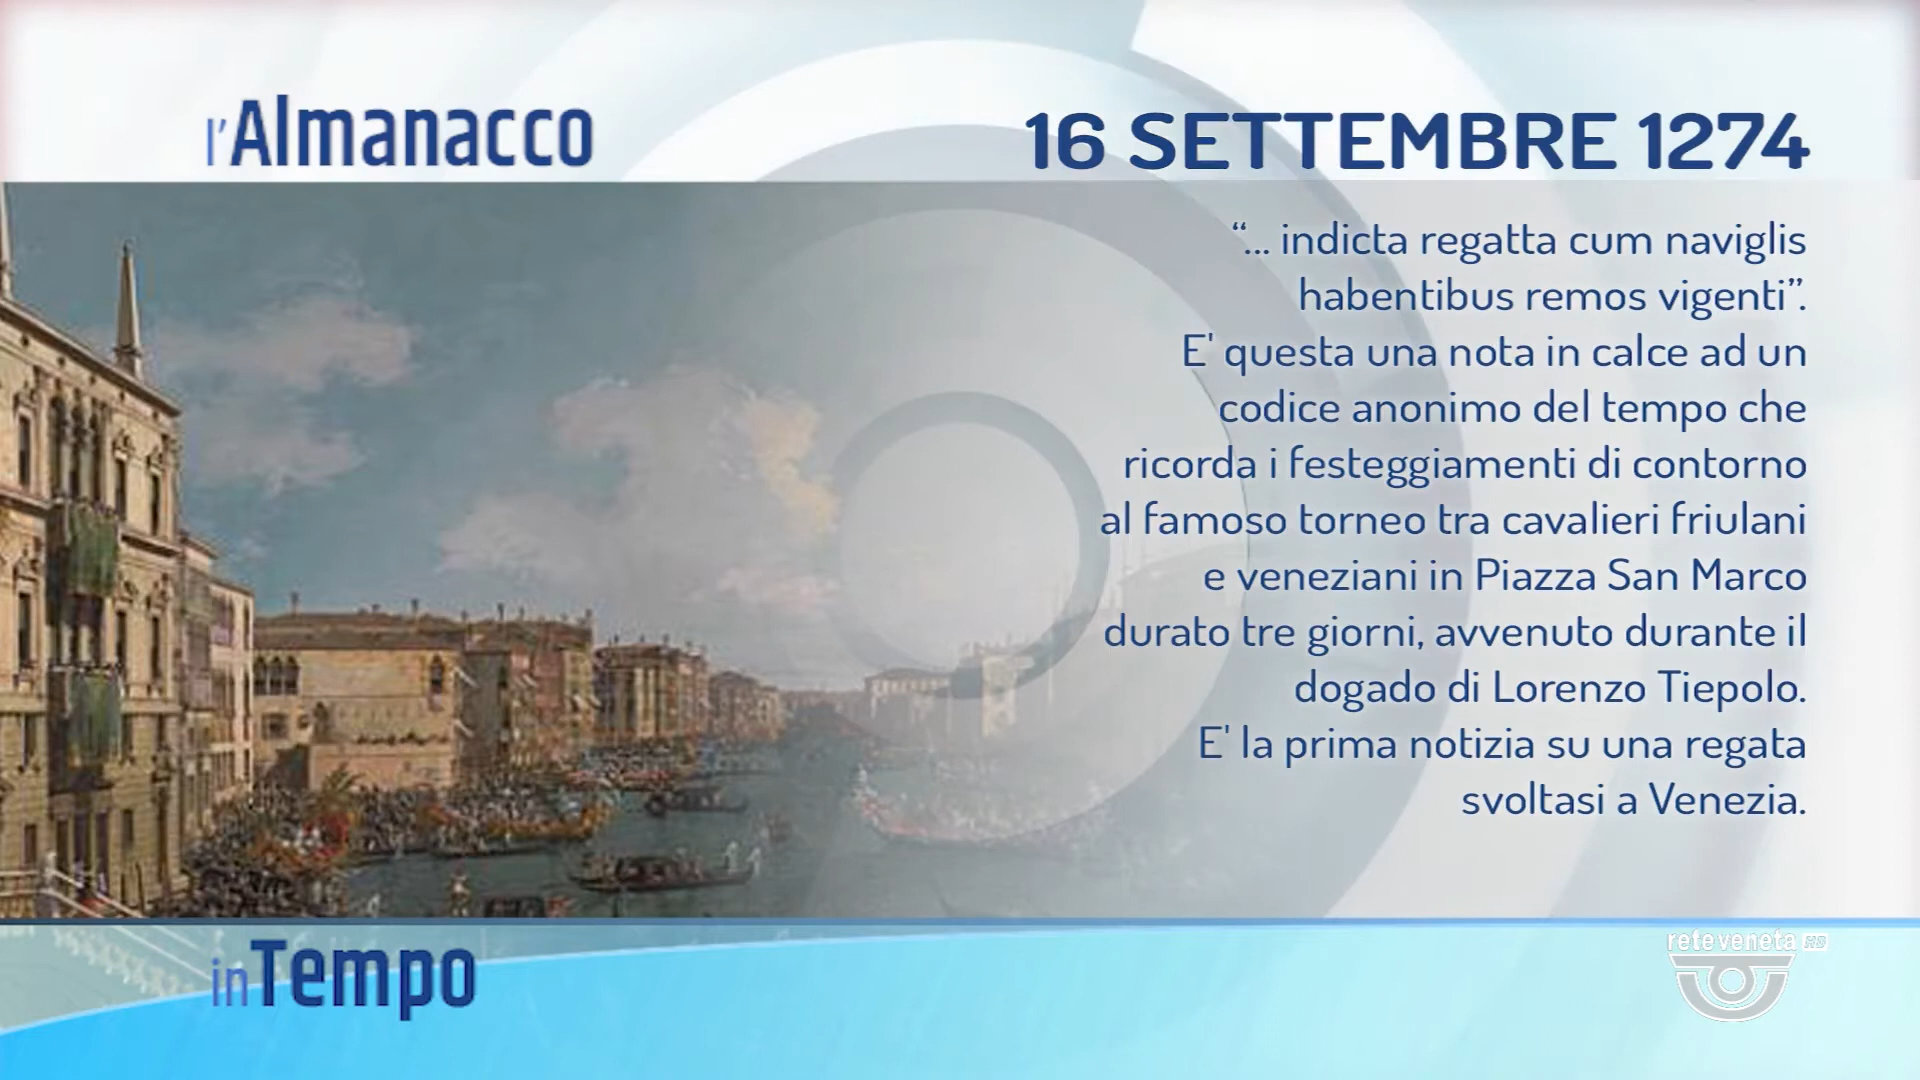 l'Almanacco
16 SETTEMBRE 1274
“... indicta regatta cum naviglis
habentibus remos vigenti”.
E' questa una nota in calce ad un
codice anonimo del tempo che
ricorda i festeggiamenti di contorno
al famoso torneo tra cavalieri friulani
e veneziani in Piazza San Marco
durato tre giorni, avvenuto durante il
dogado di Lorenzo Tiepolo.
E' la prima notizia su una regata
svoltasi a Venezia.
inTempo
reteveneta HD